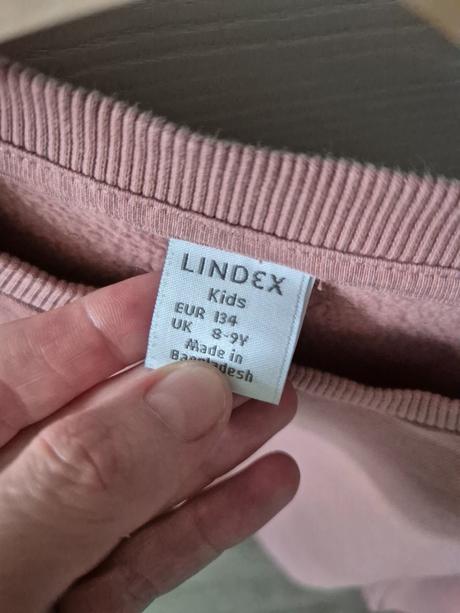 LINDEX
Kids
EUR 134
UK 8-9Y
Made in
Bangladesh